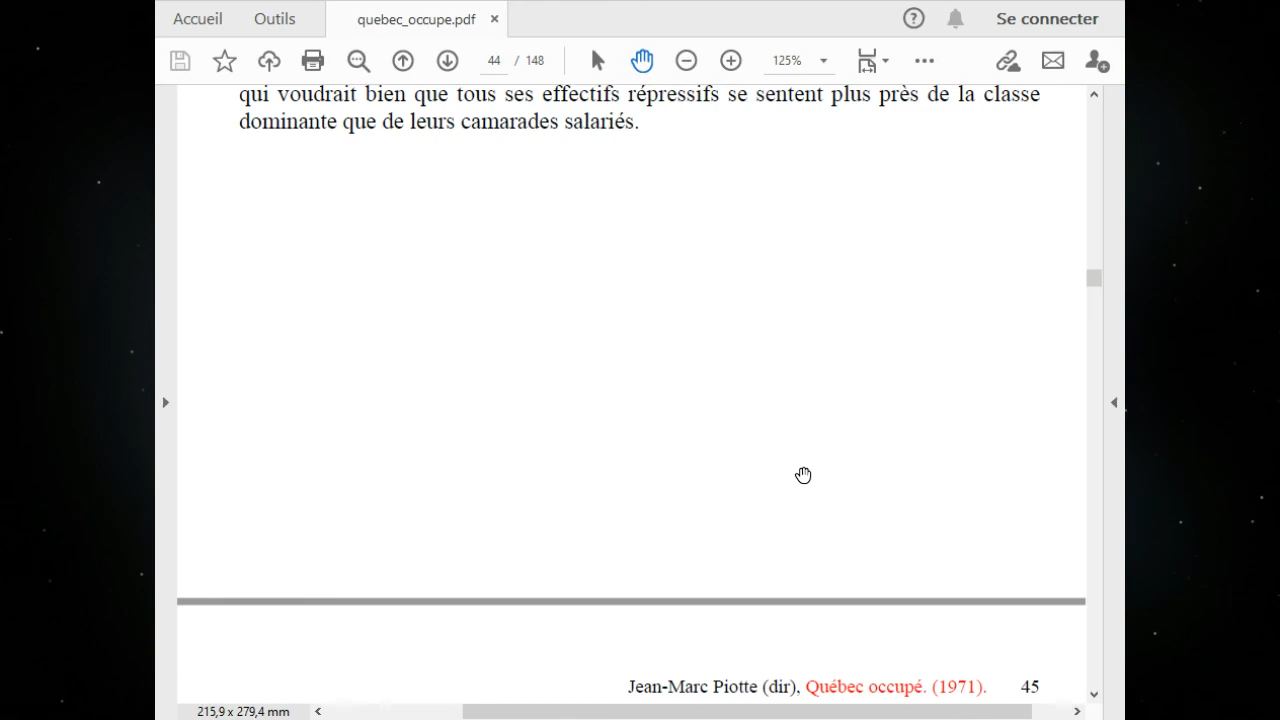 Accueil Outils quebec_occupe.pdf × Se connecter
44 / 148 125%
qui voudrait bien que tous ses effectifs répressifs se sentent plus près de la classe
dominante que de leurs camarades salariés.
Jean-Marc Piotte (dir), Québec occupé. (1971). 45
215,9 x 279,4 mm